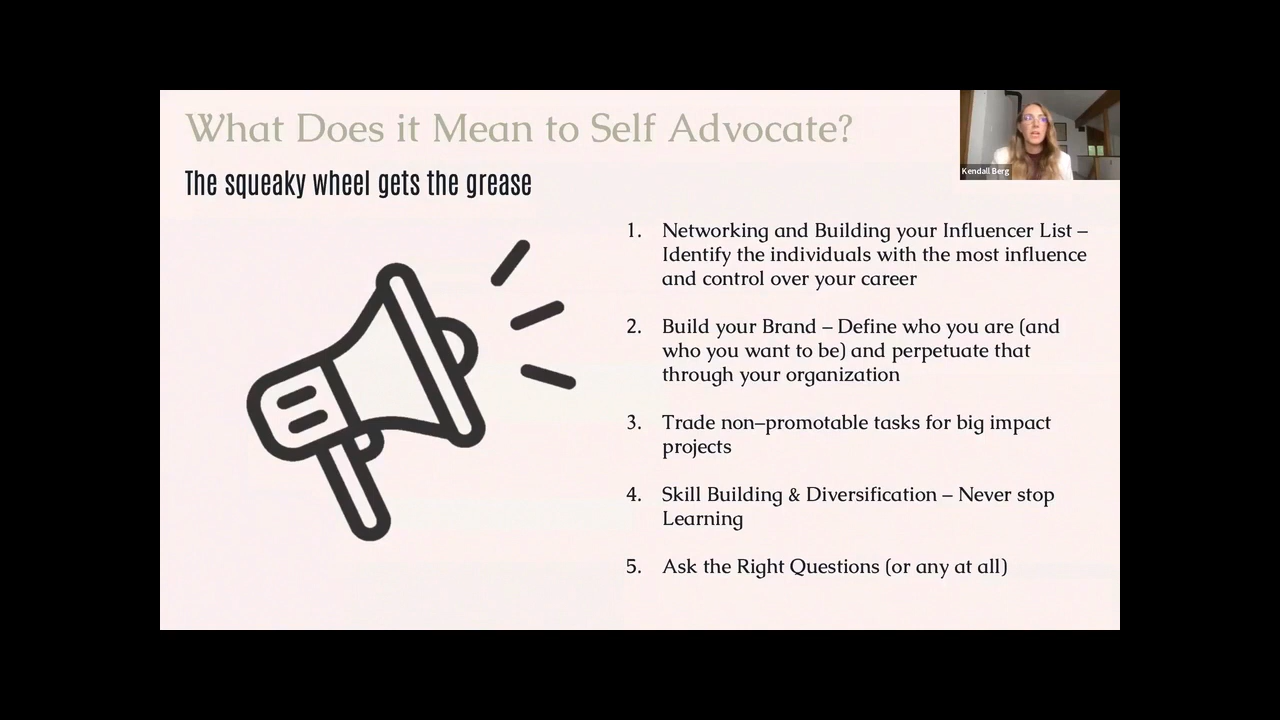 What Does it Mean to Self Advocate?
The squeaky wheel gets the grease
Kendall Berg
1. Networking and Building your Influencer List –
Identify the individuals with the most influence
and control over your career
2. Build your Brand – Define who you are (and
who you want to be) and perpetuate that
through your organization
3. Trade non–promotable tasks for big impact
projects
4. Skill Building & Diversification – Never stop
Learning
5. Ask the Right Questions (or any at all)